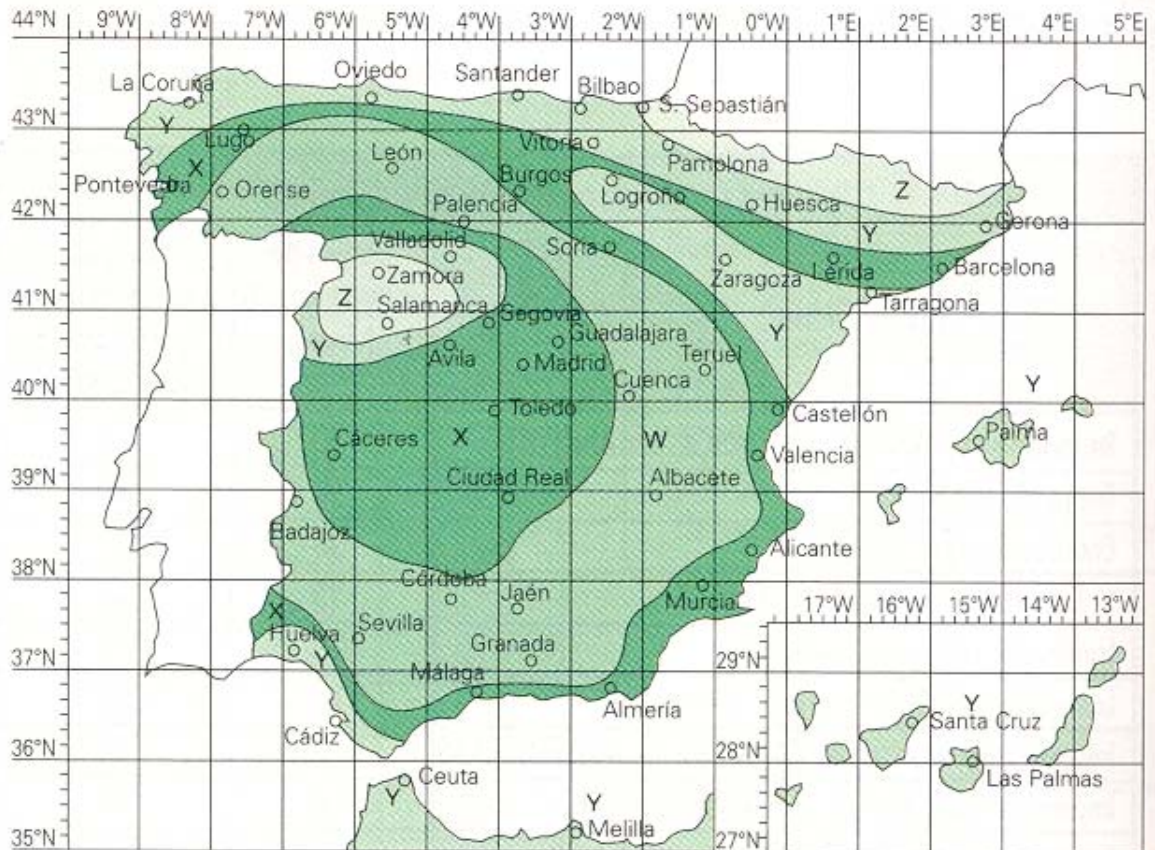 44°N 9°W 8°W 7°W 6°W 5°W 4°W 3°W 2°W 1°W 0°W 1°E 2°E 3°E 4°E 5°E
La Coruña Oviedo Santander Bilbao S. Sebastián
43°N Y Lugo Vitoria Pamplona
León
X Burgos Z
Pontevedra Orense Logroño Huesca
42°N Palencia Gerona
Valladolid Soria Y
Zamora Zaragoza Lérida Barcelona
Z Salamanca Tarragona
41°N Segovia
Y Guadalajara Y
Avila Madrid Teruel
Cuenca Y
40°N Toledo Castellón
Cáceres X W Palma
Valencia
39°N Ciudad Real Albacete
Badajoz Alicante
38°N Córdoba
Jaén Murcia
X 17°W 16°W 15°W 14°W 13°W
Huelva Sevilla
Y Granada
37°N Málaga 29°N
Almería Y
Cádiz Santa Cruz
36°N 28°N
Ceuta Las Palmas
Y Y
35°N Melilla 27°N